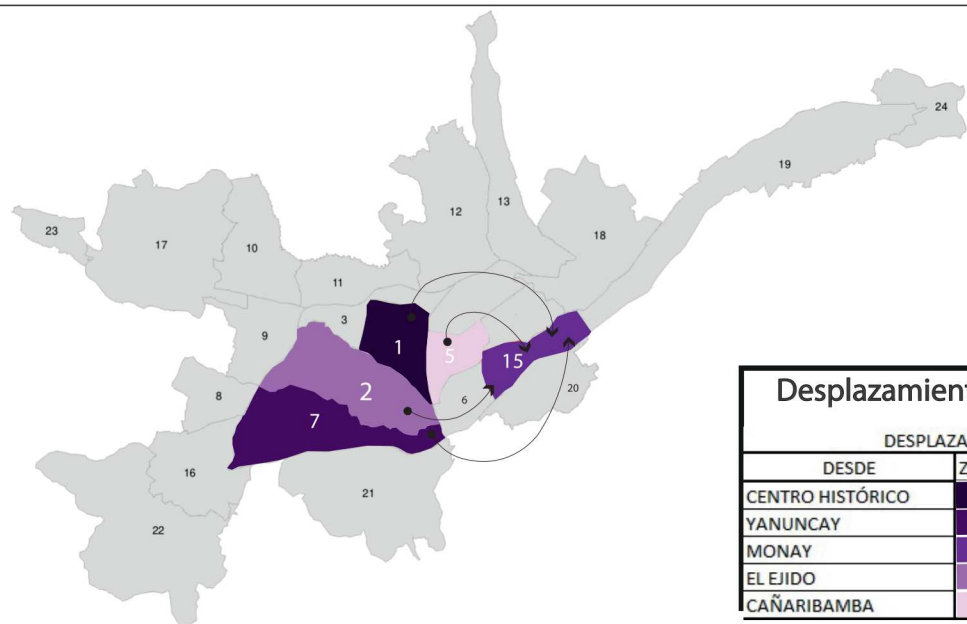 24
19
13
12
18
23
17
10
11
3
9
1
5
15
2
6
20
8
7
16
21
22
Desplazamient
DESPLAZA
DESDE Z
CENTRO HISTÓRICO
YANUNCAY
MONAY
EL EJIDO
CAÑARIBAMBA